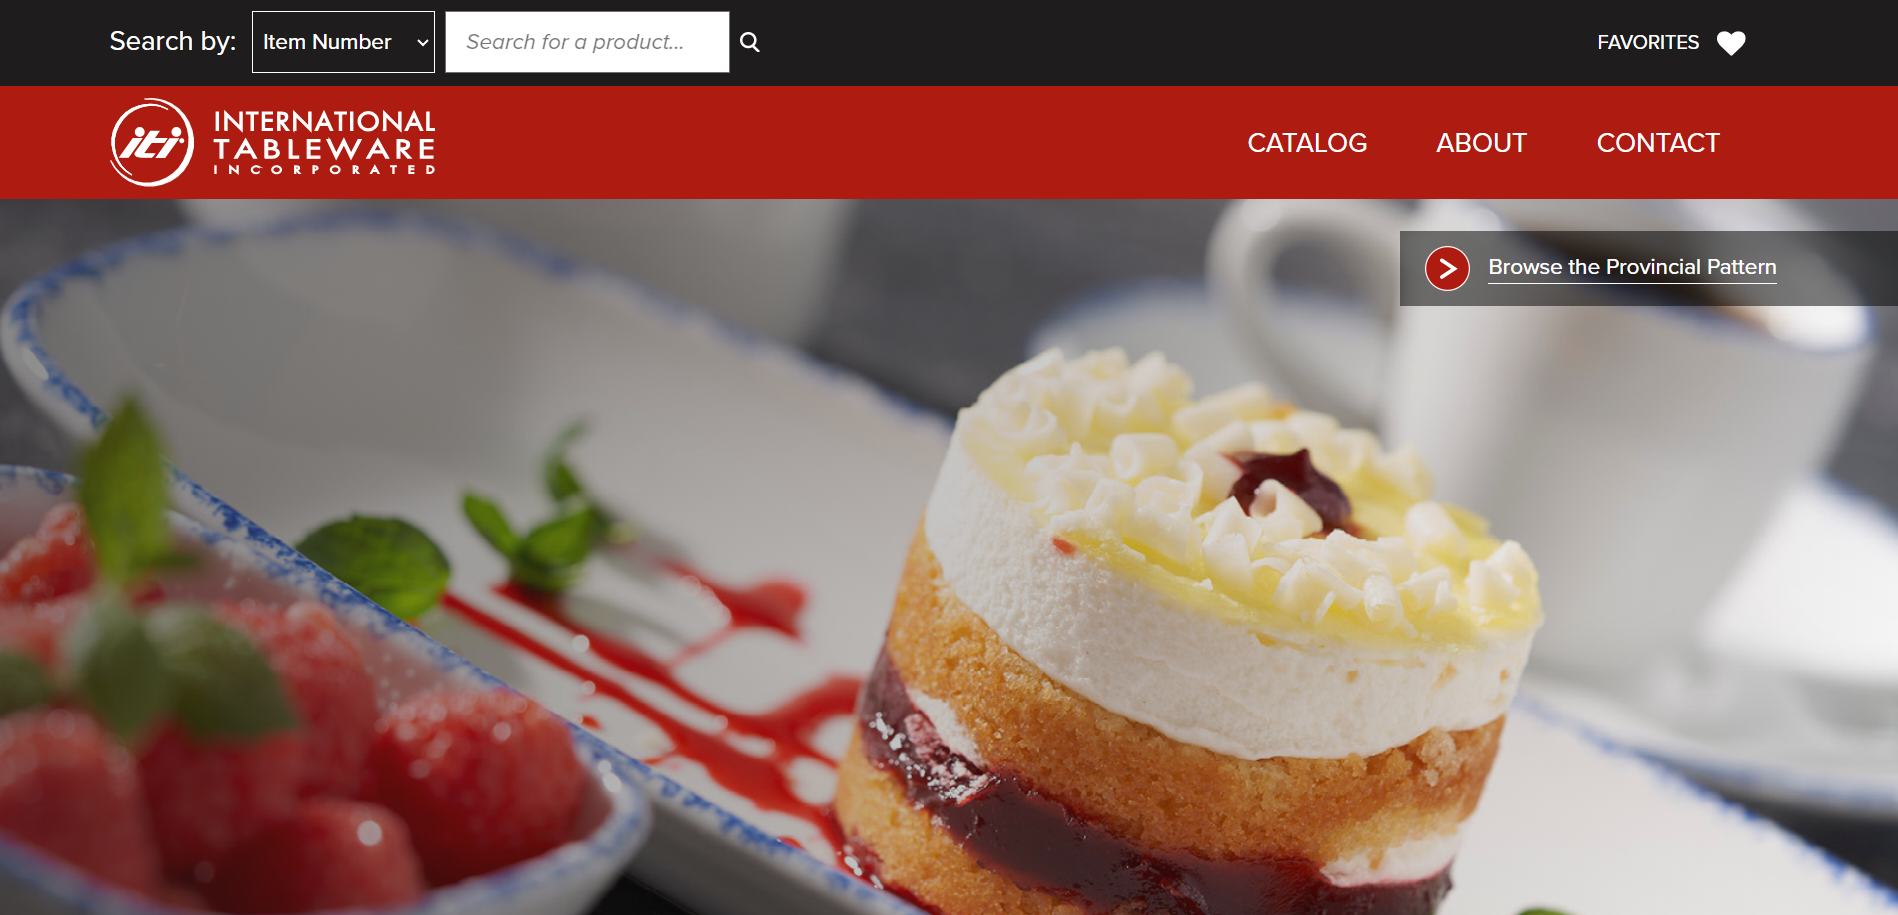 Search by:
Item Number
Search for a product...
FAVORITES
iti
INTERNATIONAL
TABLEWARE
INCORPORATED
CATALOG
ABOUT
CONTACT
Browse the Provincial Pattern